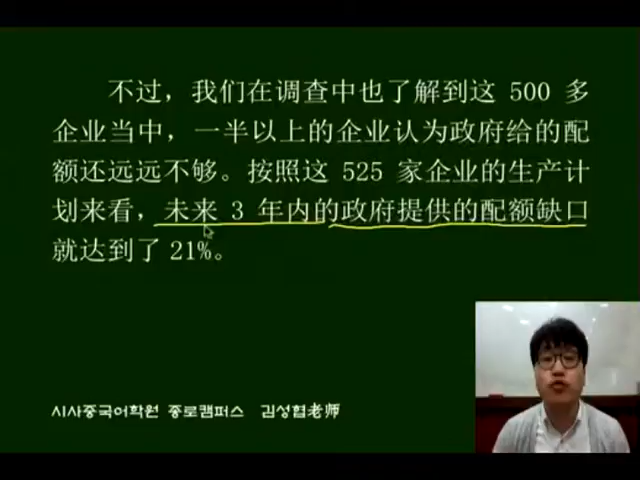 不过，我们在调查中也了解到这 500 多
企业当中，一半以上的企业认为政府给的配
额还远远不够。按照这 525 家企业的生产计
划来看，未来 3 年内的政府提供的配额缺口
就达到了 21%。
시사중국어학원 종로캠퍼스 김성협老师